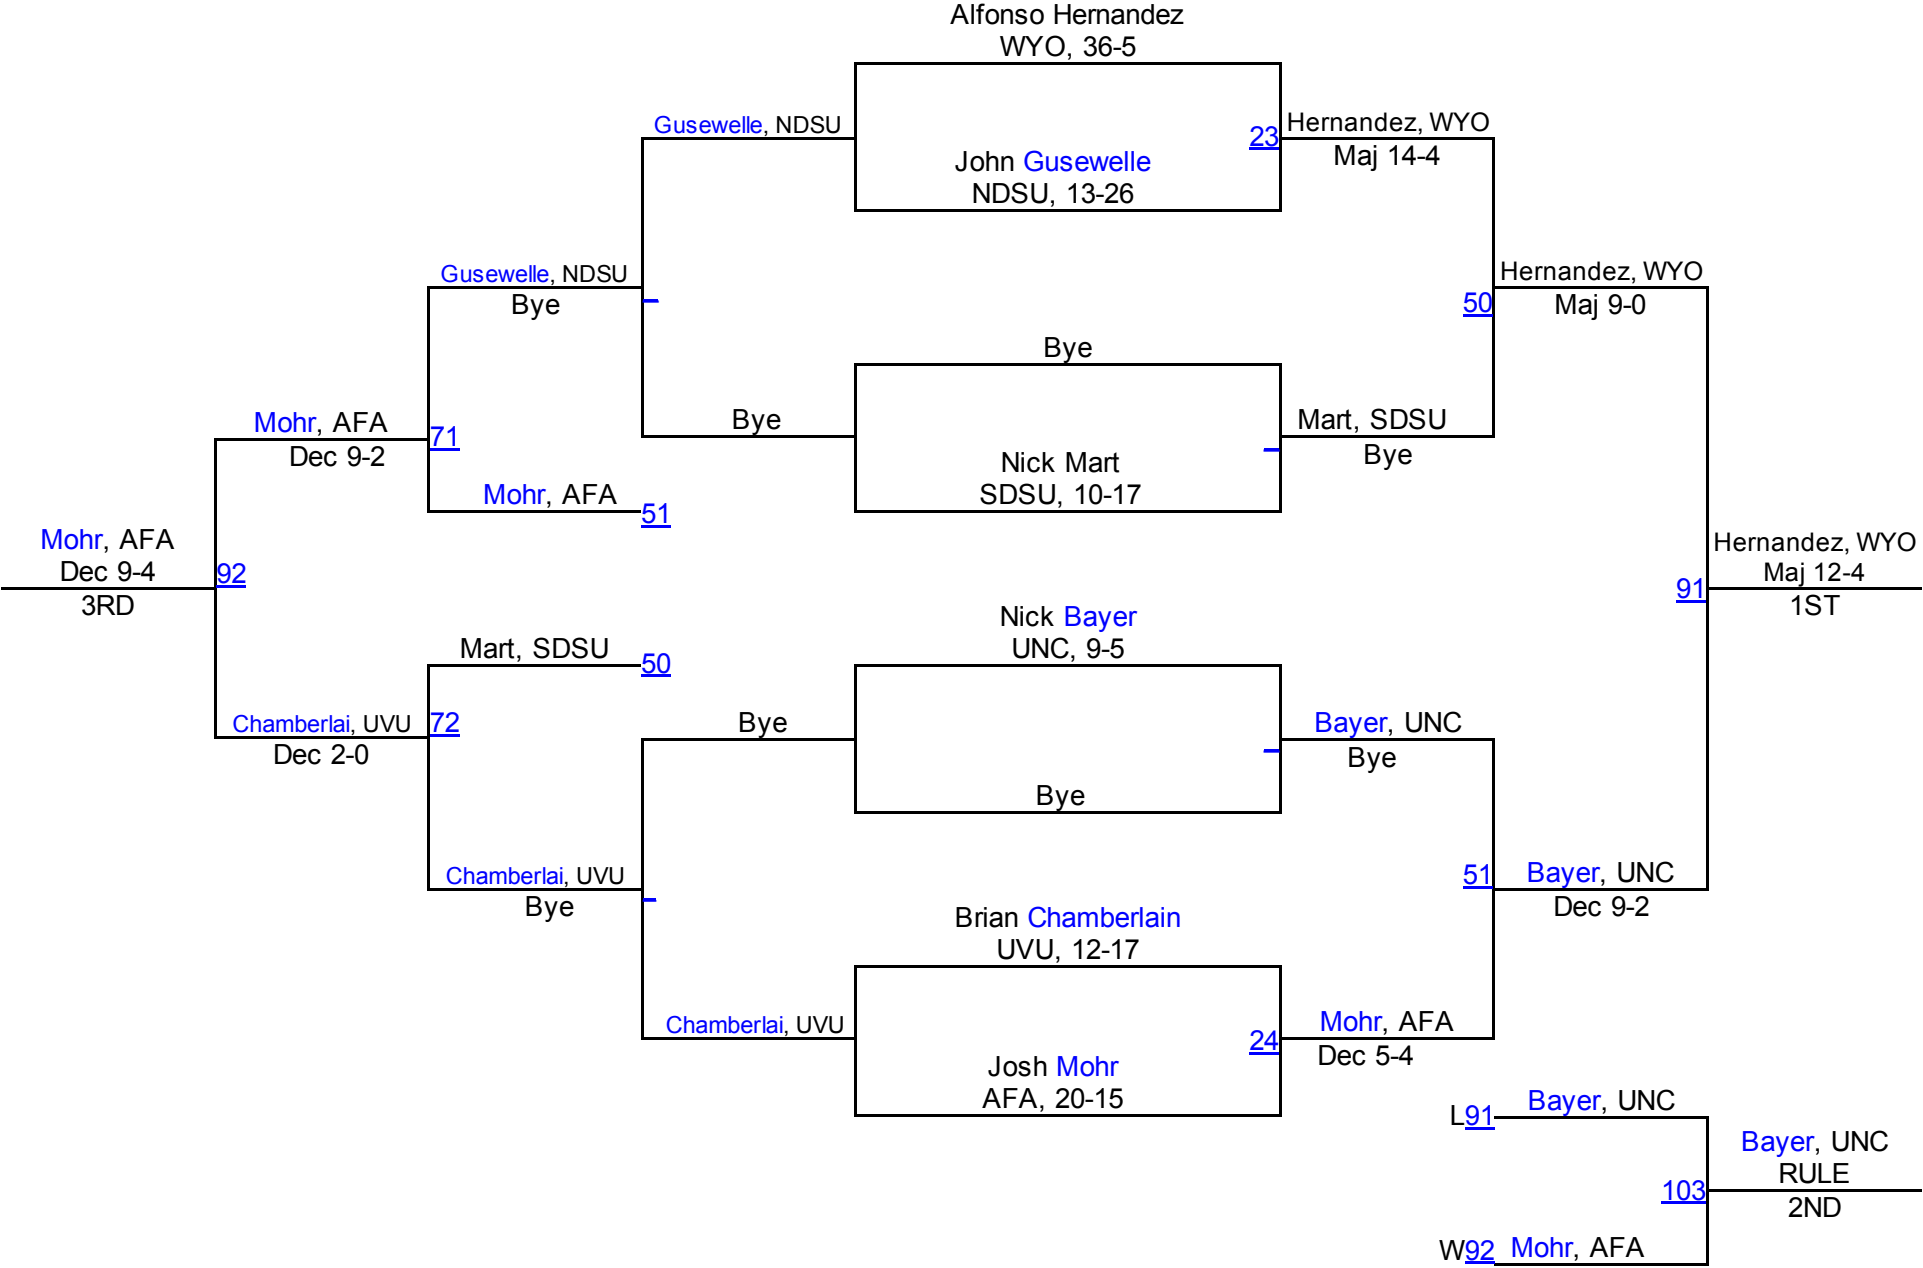 Alfonso Hernandez
WYO, 36-5
Gusewelle, NDSU
23
Hernandez, WYO
Maj 14-4
John Gusewelle
NDSU, 13-26
Gusewelle, NDSU
Bye
Hernandez, WYO
50
Maj 9-0
Bye
Bye
Mart, SDSU
Bye
Mohr, AFA
71
Dec 9-2
Nick Mart
SDSU, 10-17
Mohr, AFA
51
Mohr, AFA
Dec 9-4
92
3RD
Hernandez, WYO
Maj 12-4
91
1ST
Nick Bayer
UNC, 9-5
Mart, SDSU
50
Chamberlai, UVU
72
Dec 2-0
Bye
Bayer, UNC
Bye
Bye
Chamberlai, UVU
Bye
51
Bayer, UNC
Dec 9-2
Brian Chamberlain
UVU, 12-17
Chamberlai, UVU
24
Mohr, AFA
Dec 5-4
Josh Mohr
AFA, 20-15
L91
Bayer, UNC
Bayer, UNC
RULE
103
2ND
W92
Mohr, AFA